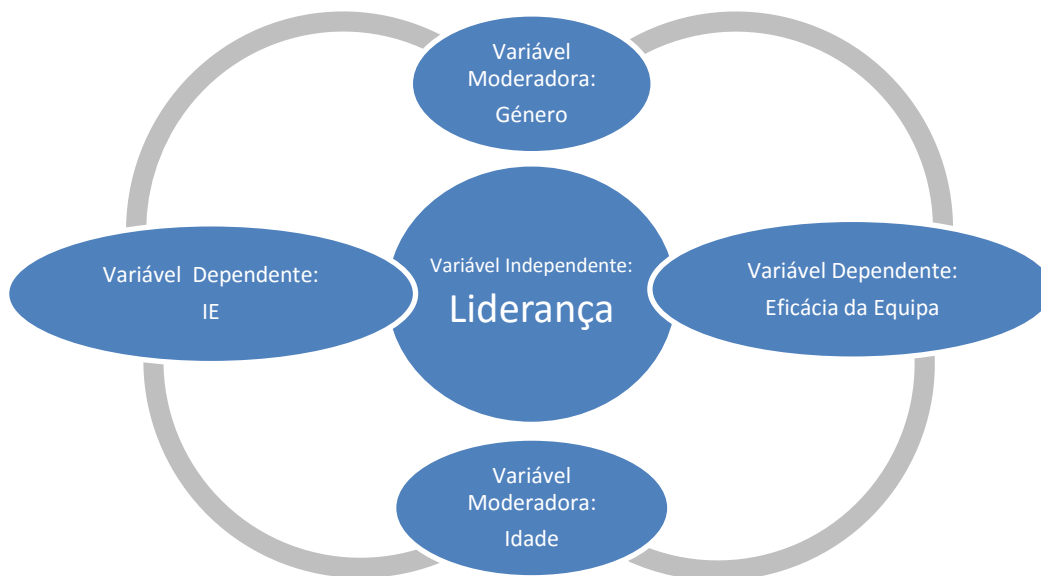 Variável
Moderadora:
Género
Variável Dependente:
IE
Variável Independente:
Liderança
Variável Dependente:
Eficácia da Equipa
Variável
Moderadora:
Idade